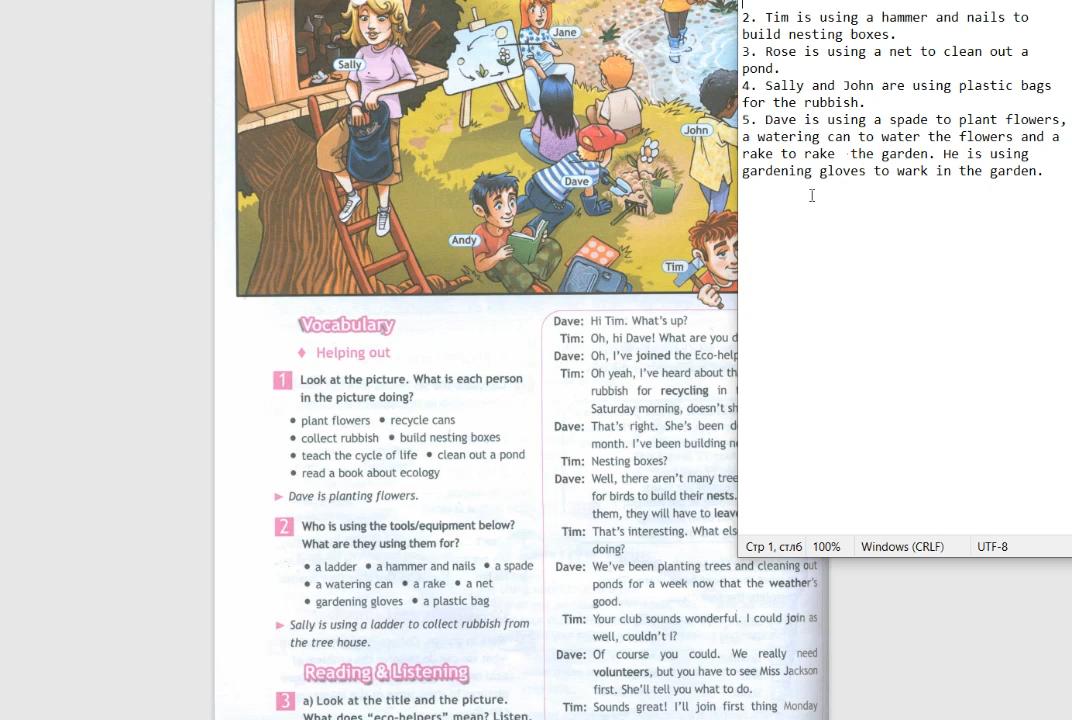 Jane
Sally
John
Dave
Andy
Tim
Vocabulary
Helping out
1 Look at the picture. What is each person
in the picture doing?
• plant flowers • recycle cans
• collect rubbish • build nesting boxes
• teach the cycle of life • clean out a pond
• read a book about ecology
Dave is planting flowers.
2 Who is using the tools/equipment below?
What are they using them for?
• a ladder • a hammer and nails • a spade
• a watering can • a rake • a net
• gardening gloves • a plastic bag
Sally is using a ladder to collect rubbish from
the tree house.
Reading & Listening
3 a) Look at the title and the picture.
What does "eco-helpers" mean? Listen,
Dave: Hi Tim. What's up?
Tim: Oh, hi Dave! What are you d
Dave: Oh, I've joined the Eco-help
Tim: Oh yeah, I've heard about th
rubbish for recycling in
Saturday morning, doesn't sh
Dave: That's right. She's been d
month. I've been building ne
Tim: Nesting boxes?
Dave: Well, there aren't many tree
for birds to build their nests.
them, they will have to leave
Tim: That's interesting. What els
doing?
Dave: We've been planting trees and cleaning out
ponds for a week now that the weather's
good.
Tim: Your club sounds wonderful. I could join as
well, couldn't I?
Dave: Of course you could. We really need
volunteers, but you have to see Miss Jackson
first. She'll tell you what to do.
Tim: Sounds great! I'll join first thing Monday
2. Tim is using a hammer and nails to
build nesting boxes.
3. Rose is using a net to clean out a
pond.
4. Sally and John are using plastic bags
for the rubbish.
5. Dave is using a spade to plant flowers,
a watering can to water the flowers and a
rake to rake the garden. He is using
gardening gloves to wark in the garden.
Стр 1, стлб 100% Windows (CRLF) UTF-8